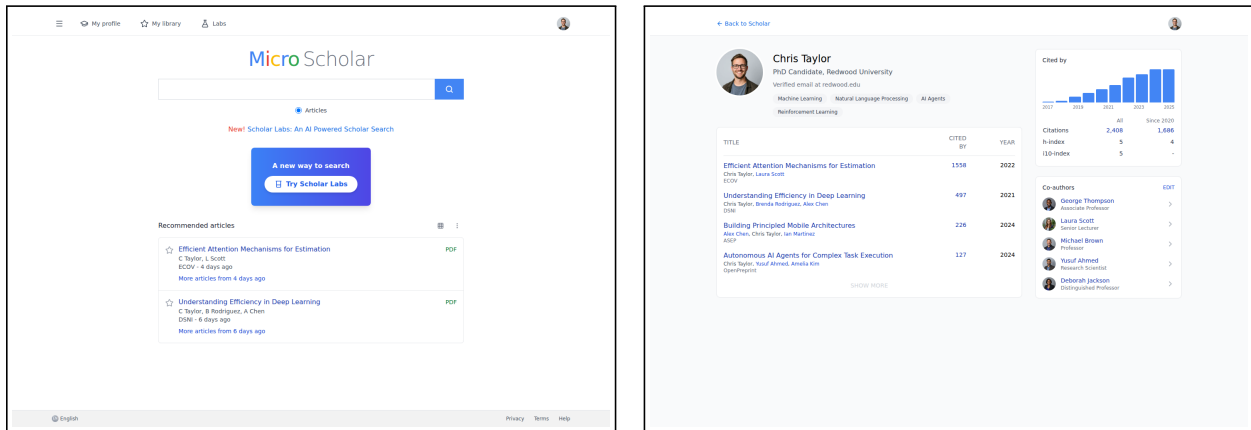 My profile My library Labs
Micro Scholar
Articles
New! Scholar Labs: An AI Powered Scholar Search
A new way to search
Try Scholar Labs
Recommended articles
Efficient Attention Mechanisms for Estimation PDF
C Taylor, L Scott
ECOV - 4 days ago
More articles from 4 days ago
Understanding Efficiency in Deep Learning PDF
C Taylor, B Rodriguez, A Chen
DSNI - 6 days ago
More articles from 6 days ago
English Privacy Terms Help
← Back to Scholar
Chris Taylor
PhD Candidate, Redwood University
Verified email at redwood.edu
Machine Learning Natural Language Processing AI Agents
Reinforcement Learning
TITLE CITED BY YEAR
Efficient Attention Mechanisms for Estimation 1558 2022
Chris Taylor, Laura Scott
ECOV
Understanding Efficiency in Deep Learning 497 2021
Chris Taylor, Brenda Rodriguez, Alex Chen
DSNI
Building Principled Mobile Architectures 226 2024
Alex Chen, Chris Taylor, Ian Martinez
ASEP
Autonomous AI Agents for Complex Task Execution 127 2024
Chris Taylor, Yusuf Ahmed, Amelia Kim
OpenPreprint
SHOW MORE
Cited by
2017 2019 2021 2023 2025
All Since 2020
Citations 2,408 1,686
h-index 5 4
i10-index 5 -
Co-authors EDIT
George Thompson
Associate Professor
Laura Scott
Senior Lecturer
Michael Brown
Professor
Yusuf Ahmed
Research Scientist
Deborah Jackson
Distinguished Professor